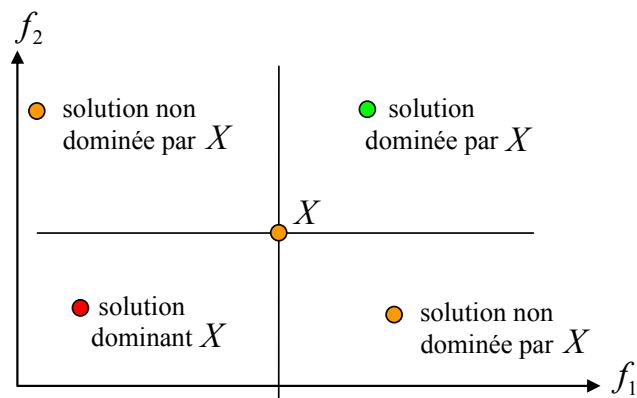 f₂
solution non
dominée par X
solution
dominée par X
X
solution
dominant X
solution non
dominée par X
f₁